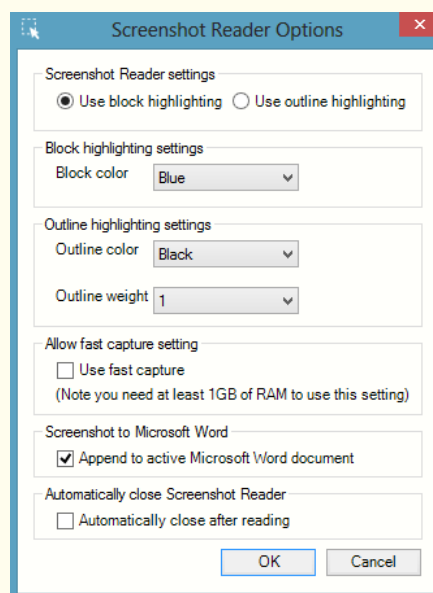 Screenshot Reader Options
Screenshot Reader settings
Use block highlighting Use outline highlighting
Block highlighting settings
Block color Blue
Outline highlighting settings
Outline color Black
Outline weight 1
Allow fast capture setting
Use fast capture
(Note you need at least 1GB of RAM to use this setting)
Screenshot to Microsoft Word
Append to active Microsoft Word document
Automatically close Screenshot Reader
Automatically close after reading
OK Cancel